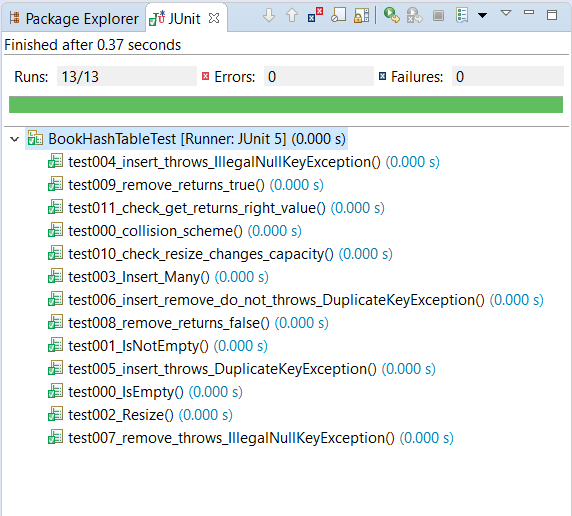 Package Explorer JUnit
Finished after 0.37 seconds
Runs: 13/13 Errors: 0 Failures: 0
BookHashTableTest [Runner: JUnit 5] (0.000 s)
test004_insert_throws_IllegalNullKeyException() (0.000 s)
test009_remove_returns_true() (0.000 s)
test011_check_get_returns_right_value() (0.000 s)
test000_collision_scheme() (0.000 s)
test010_check_resize_changes_capacity() (0.000 s)
test003_Insert_Many() (0.000 s)
test006_insert_remove_do_not_throws_DuplicateKeyException() (0.000 s)
test008_remove_returns_false() (0.000 s)
test001_IsNotEmpty() (0.000 s)
test005_insert_throws_DuplicateKeyException() (0.000 s)
test000_IsEmpty() (0.000 s)
test002_Resize() (0.000 s)
test007_remove_throws_IllegalNullKeyException() (0.000 s)